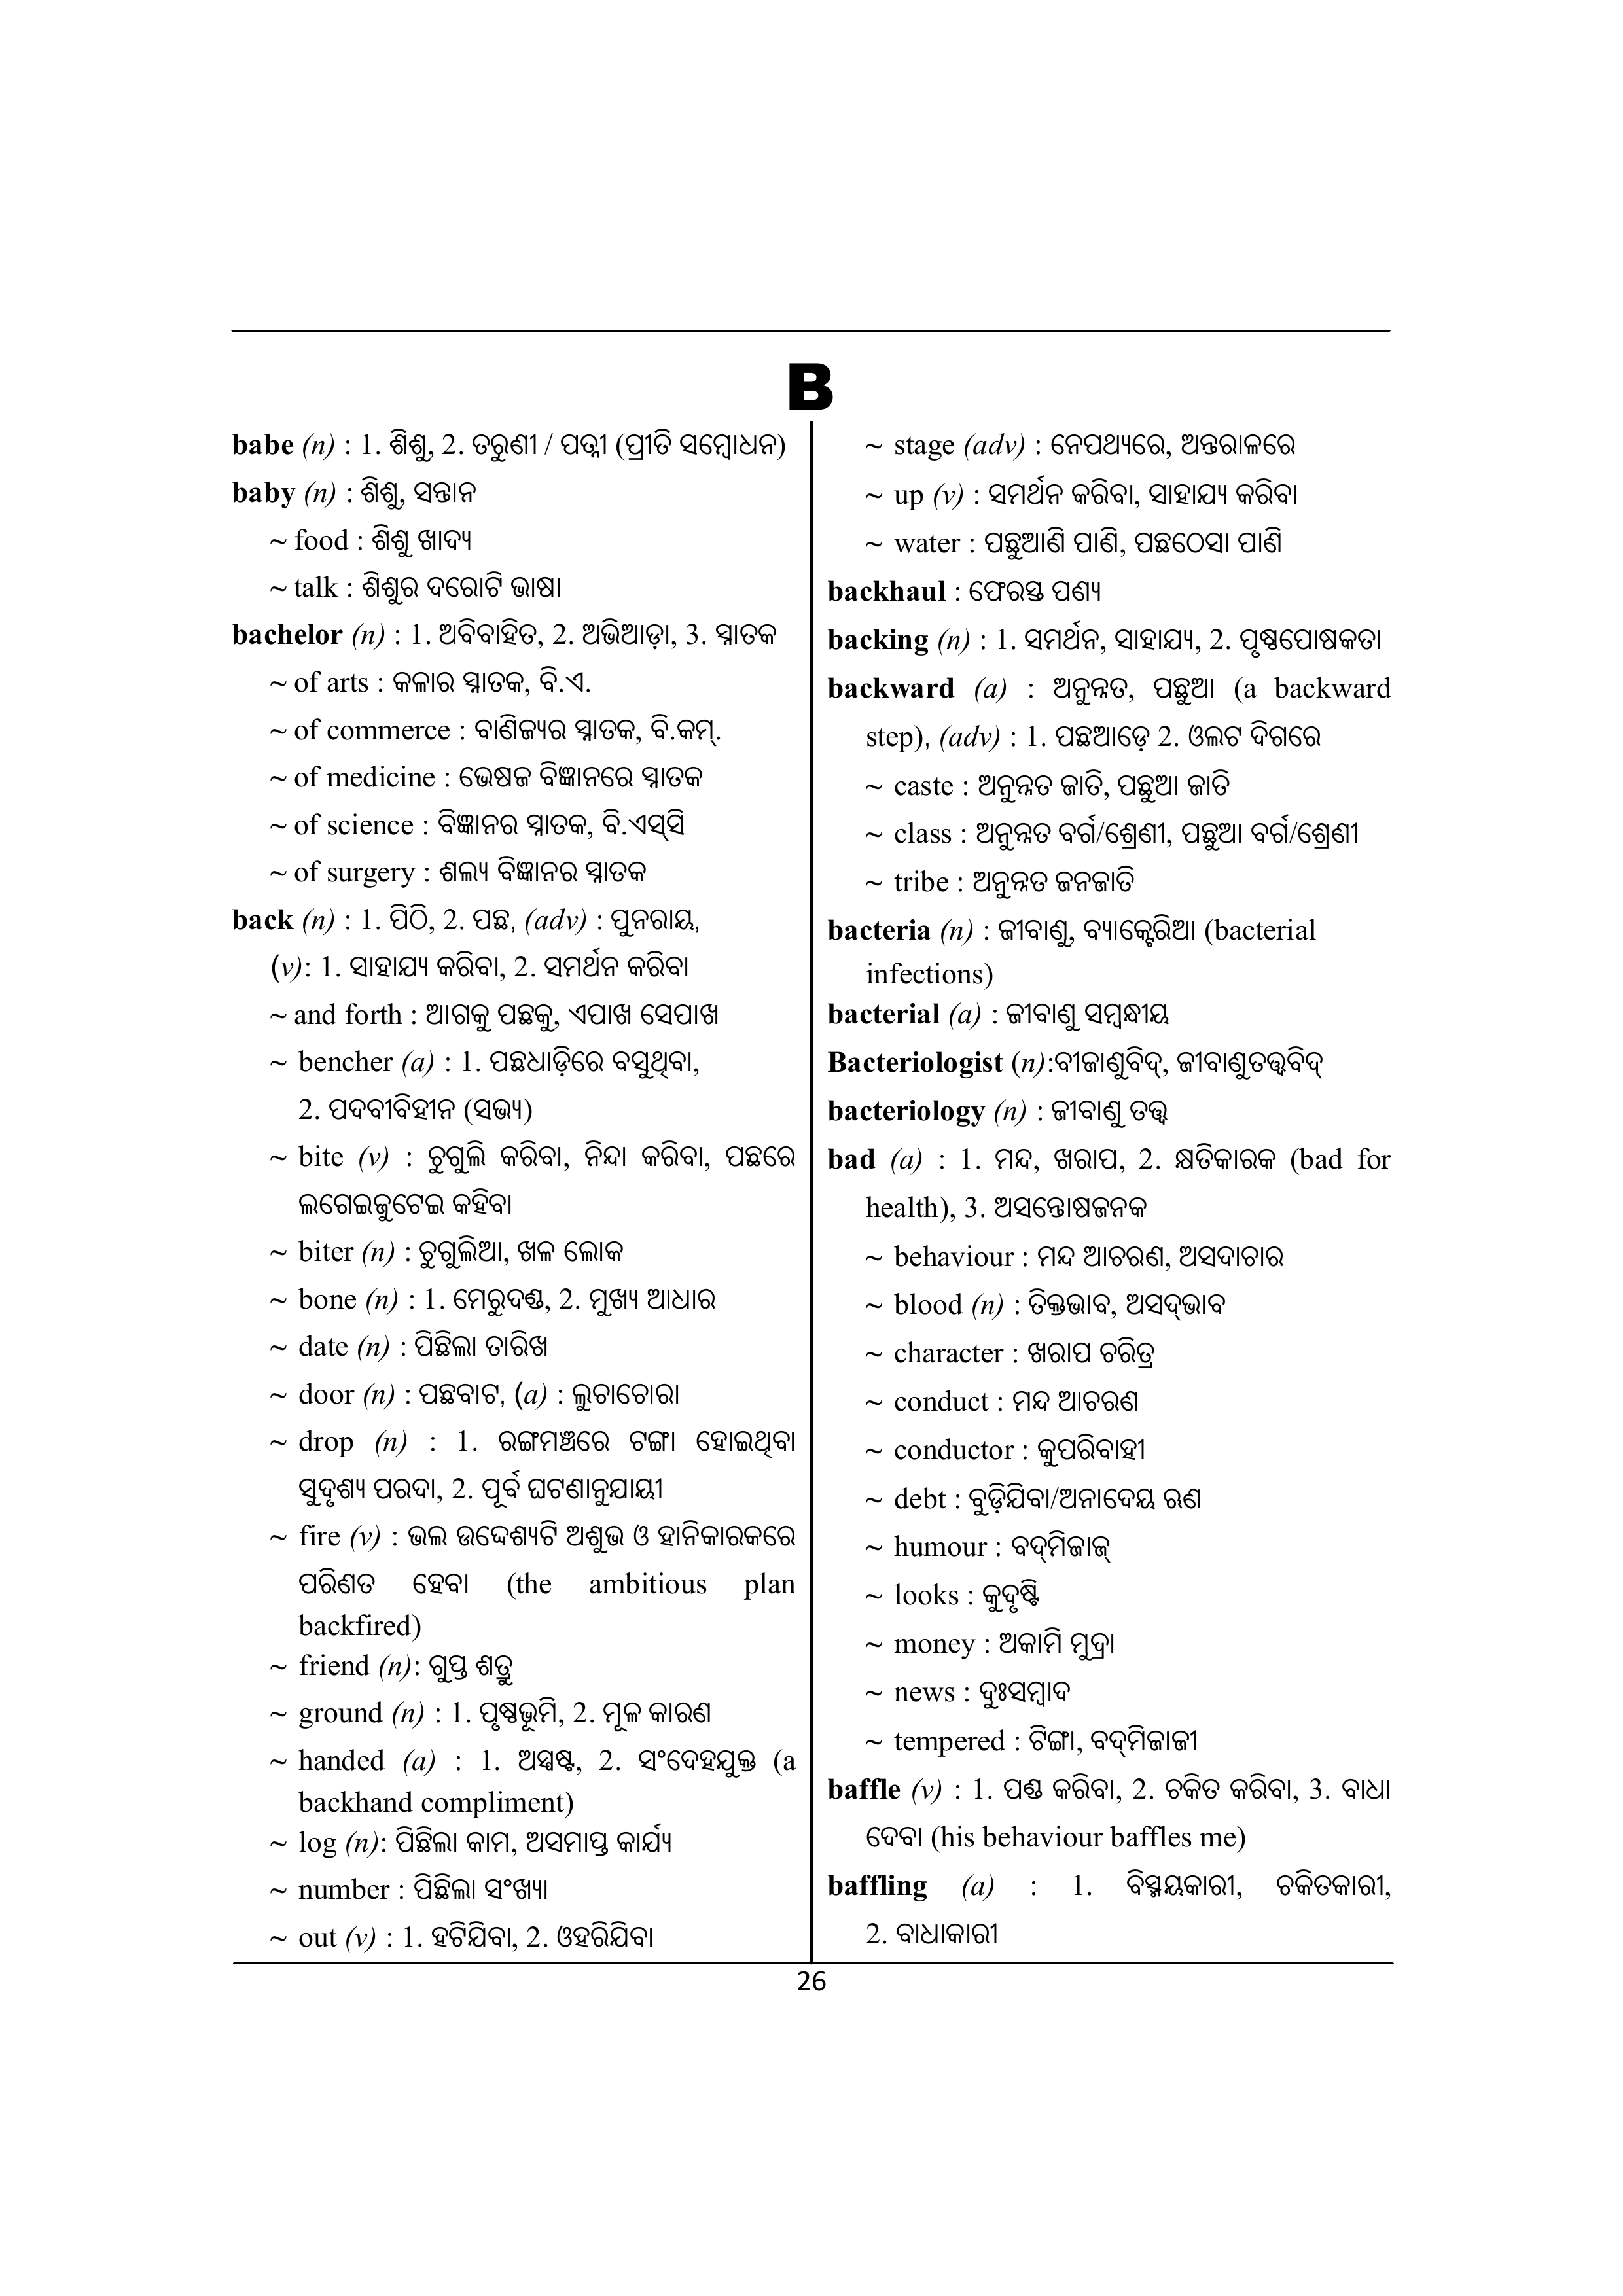 B
babe (n) : 1. ଶିଶୁ, 2. ତରୁଣୀ / ପତ୍ନୀ (ପ୍ରୀତି ସମ୍ବୋଧନ)
baby (n) : ଶିଶୁ, ସନ୍ତାନ
~ food : ଶିଶୁ ଖାଦ୍ୟ
~ talk : ଶିଶୁର ଦରୋଟି ଭାଷା
bachelor (n) : 1. ଅବିବାହିତ, 2. ଅଭିଆଡ଼ା, 3. ସ୍ନାତକ
~ of arts : କଳାର ସ୍ନାତକ, ବି.ଏ.
~ of commerce : ବାଣିଜ୍ୟର ସ୍ନାତକ, ବି.କମ୍.
~ of medicine : ଭେଷଜ ବିଜ୍ଞାନରେ ସ୍ନାତକ
~ of science : ବିଜ୍ଞାନର ସ୍ନାତକ, ବି.ଏସ୍‌ସି
~ of surgery : ଶଲ୍ୟ ବିଜ୍ଞାନର ସ୍ନାତକ
back (n) : 1. ପିଠି, 2. ପଛ, (adv) : ପୁନରାୟ,
(v): 1. ସାହାଯ୍ୟ କରିବା, 2. ସମର୍ଥନ କରିବା
~ and forth : ଆଗକୁ ପଛକୁ, ଏପାଖ ସେପାଖ
~ bencher (a) : 1. ପଛଧାଡ଼ିରେ ବସୁଥିବା,
2. ପଦବୀବିହୀନ (ସଭ୍ୟ)
~ bite (v) : ଚୁଗୁଲି କରିବା, ନିନ୍ଦା କରିବା, ପଛରେ
ଲଗେଇଜୁଟେଇ କହିବା
~ biter (n) : ଚୁଗୁଲିଆ, ଖଳ ଲୋକ
~ bone (n) : 1. ମେରୁଦଣ୍ଡ, 2. ମୁଖ୍ୟ ଆଧାର
~ date (n) : ପିଛିଲା ତାରିଖ
~ door (n) : ପଛବାଟ, (a) : ଲୁଚାଚୋରା
~ drop (n) : 1. ରଙ୍ଗମଞ୍ଚରେ ଟଙ୍ଗା ହୋଇଥିବା
ସୁଦୃଶ୍ୟ ପରଦା, 2. ପୂର୍ବ ଘଟଣାନୁଯାୟୀ
~ fire (v) : ଭଲ ଉଦ୍ଦେଶ୍ୟଟି ଅଶୁଭ ଓ ହାନିକାରକରେ
ପରିଣତ ହେବା (the ambitious plan
backfired)
~ friend (n): ଗୁପ୍ତ ଶତ୍ରୁ
~ ground (n) : 1. ପୃଷ୍ଠଭୂମି, 2. ମୂଳ କାରଣ
~ handed (a) : 1. ଅସ୍ପଷ୍ଟ, 2. ସଂଦେହଯୁକ୍ତ (a
backhand compliment)
~ log (n): ପିଛିଲା କାମ, ଅସମାପ୍ତ କାର୍ଯ୍ୟ
~ number : ପିଛିଲା ସଂଖ୍ୟା
~ out (v) : 1. ହଟିଯିବା, 2. ଓହରିଯିବା
~ stage (adv) : ନେପଥ୍ୟରେ, ଅନ୍ତରାଳରେ
~ up (v) : ସମର୍ଥନ କରିବା, ସାହାଯ୍ୟ କରିବା
~ water : ପଛୁଆଣି ପାଣି, ପଛଠେସା ପାଣି
backhaul : ଫେରସ୍ତ ପଣ୍ୟ
backing (n) : 1. ସମର୍ଥନ, ସାହାଯ୍ୟ, 2. ପୃଷ୍ଠପୋଷକତା
backward (a) : ଅନୁନ୍ନତ, ପଛୁଆ (a backward
step), (adv) : 1. ପଛଆଡ଼େ 2. ଓଲଟ ଦିଗରେ
~ caste : ଅନୁନ୍ନତ ଜାତି, ପଛୁଆ ଜାତି
~ class : ଅନୁନ୍ନତ ବର୍ଗ/ଶ୍ରେଣୀ, ପଛୁଆ ବର୍ଗ/ଶ୍ରେଣୀ
~ tribe : ଅନୁନ୍ନତ ଜନଜାତି
bacteria (n) : ଜୀବାଣୁ, ବ୍ୟାକ୍ଟେରିଆ (bacterial
infections)
bacterial (a) : ଜୀବାଣୁ ସମ୍ବନ୍ଧୀୟ
Bacteriologist (n):ବୀଜାଣୁବିଦ୍, ଜୀବାଣୁତତ୍ତ୍ୱବିଦ୍
bacteriology (n) : ଜୀବାଣୁ ତତ୍ତ୍ୱ
bad (a) : 1. ମନ୍ଦ, ଖରାପ, 2. କ୍ଷତିକାରକ (bad for
health), 3. ଅସନ୍ତୋଷଜନକ
~ behaviour : ମନ୍ଦ ଆଚରଣ, ଅସଦାଚାର
~ blood (n) : ତିକ୍ତଭାବ, ଅସଦ୍‌ଭାବ
~ character : ଖରାପ ଚରିତ୍ର
~ conduct : ମନ୍ଦ ଆଚରଣ
~ conductor : କୁପରିବାହୀ
~ debt : ବୁଡ଼ିଯିବା/ଅନାଦେୟ ଋଣ
~ humour : ବଦ୍‌ମିଜାଜ୍
~ looks : କୁଦୃଷ୍ଟି
~ money : ଅକାମି ମୁଦ୍ରା
~ news : ଦୁଃସମ୍ବାଦ
~ tempered : ଟିଙ୍ଗା, ବଦ୍‌ମିଜାଜୀ
baffle (v) : 1. ପଣ୍ଡ କରିବା, 2. ଚକିତ କରିବା, 3. ବାଧା
ଦେବା (his behaviour baffles me)
baffling (a) : 1. ବିସ୍ମୟକାରୀ, ଚକିତକାରୀ,
2. ବାଧାକାରୀ
26